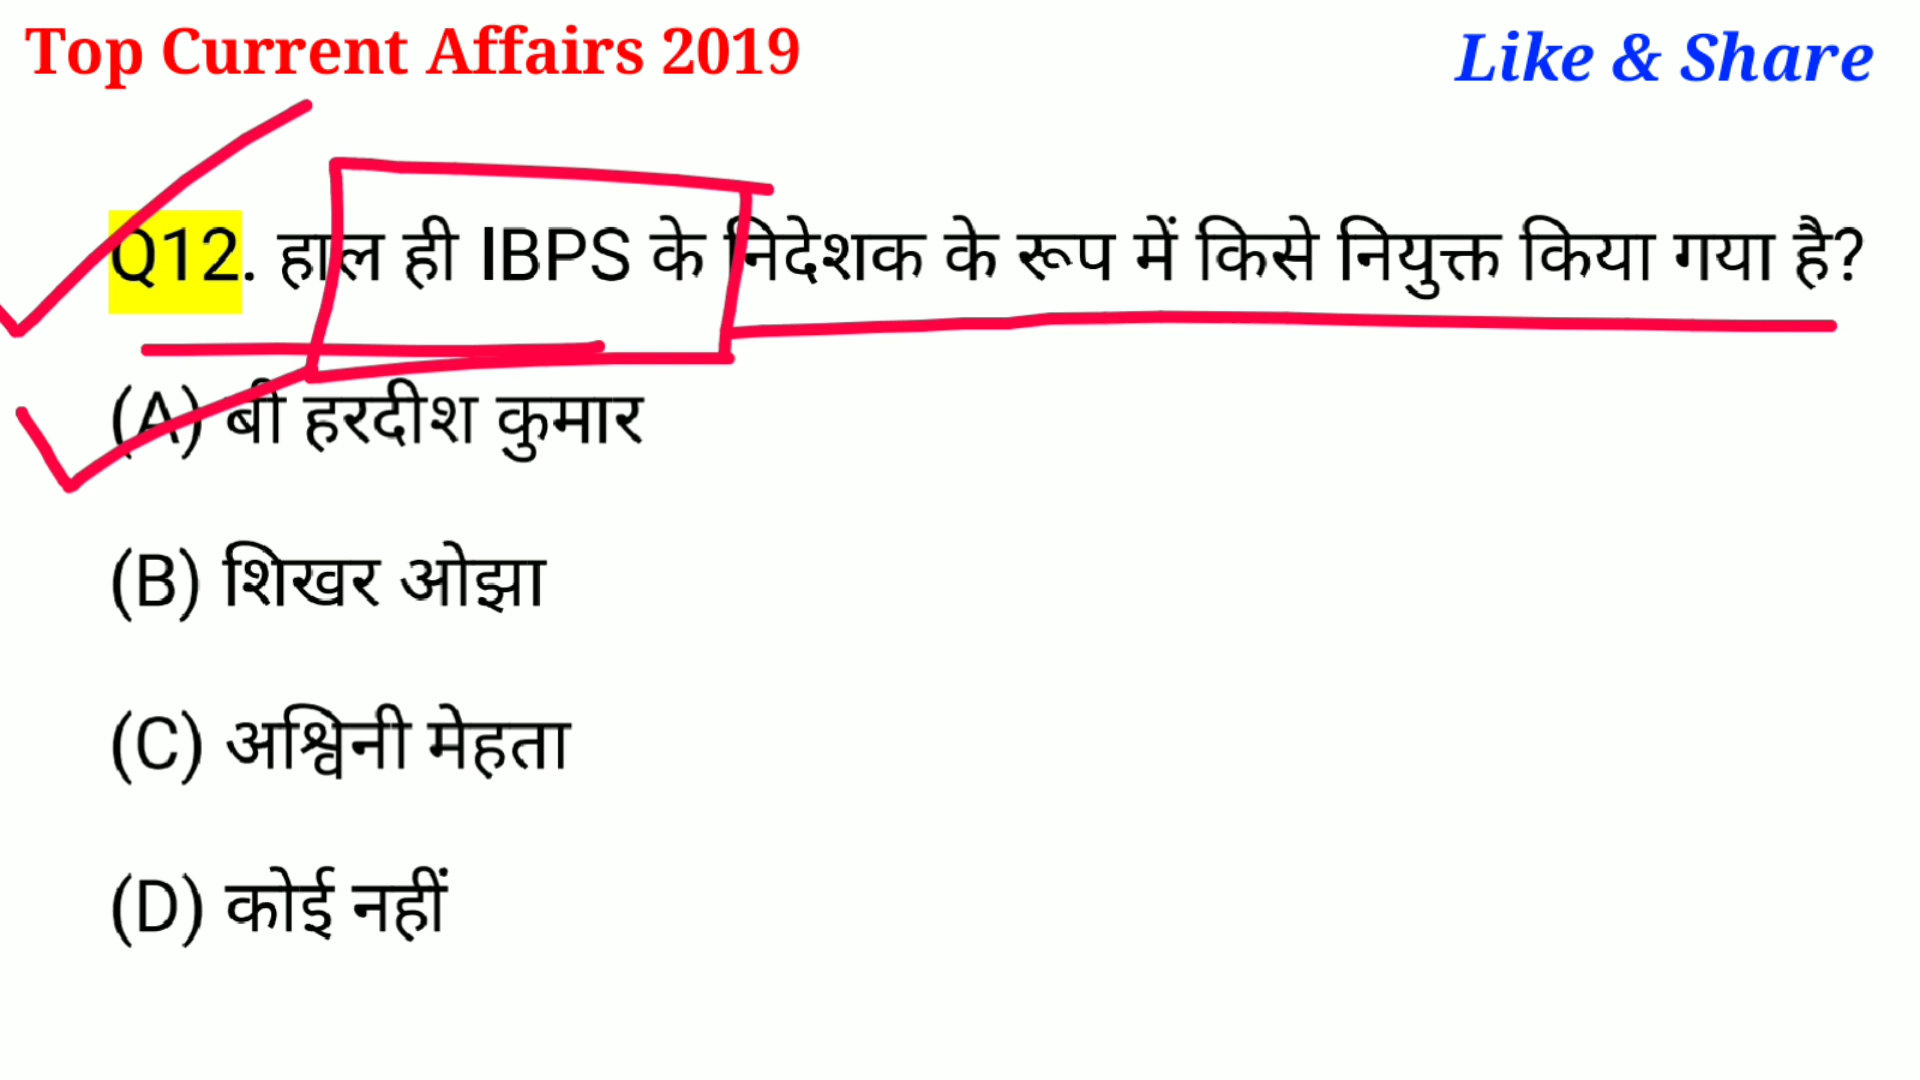 Top Current Affairs 2019
Like & Share
Q12. हाल ही IBPS के निदेशक के रूप में किसे नियुक्त किया गया है?
(A) बी हरदीश कुमार
(B) शिखर ओझा
(C) अश्विनी मेहता
(D) कोई नहीं